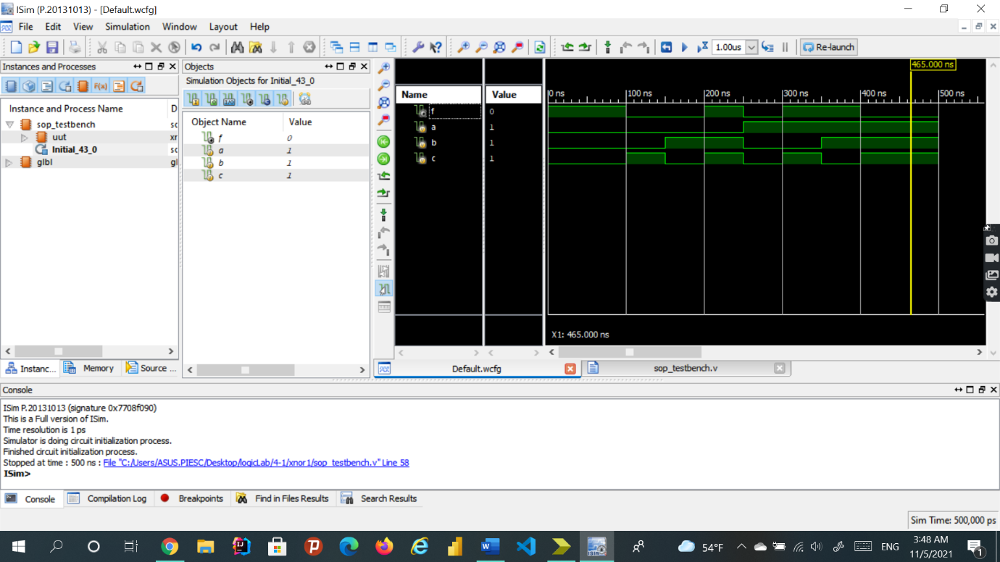 ISim (P.20131013) - [Default.wcfg]
File Edit View Simulation Window Layout Help
1.00us Re-launch
Instances and Processes
Instance and Process Name D
sop_testbench sc
uut xr
Initial_43_0 sc
glbl gl
Instanc... Memory Source ...
Objects
Simulation Objects for Initial_43_0
Object Name Value
f 0
a 1
b 1
c 1
Name Value
f 0
a 1
b 1
c 1
465.000 ns
0 ns 100 ns 200 ns 300 ns 400 ns 500 ns
X1: 465.000 ns
Default.wcfg sop_testbench.v
Console
ISim P.20131013 (signature 0x7708f090)
This is a Full version of ISim.
Time resolution is 1 ps
Simulator is doing circuit initialization process.
Finished circuit initialization process.
Stopped at time : 500 ns : File "C:/Users/ASUS.PIESC/Desktop/logicLab/4-1/xnor1/sop_testbench.v" Line 58
ISim>
Console Compilation Log Breakpoints Find in Files Results Search Results
Sim Time: 500,000 ps
54°F ENG 3:48 AM
11/5/2021
1